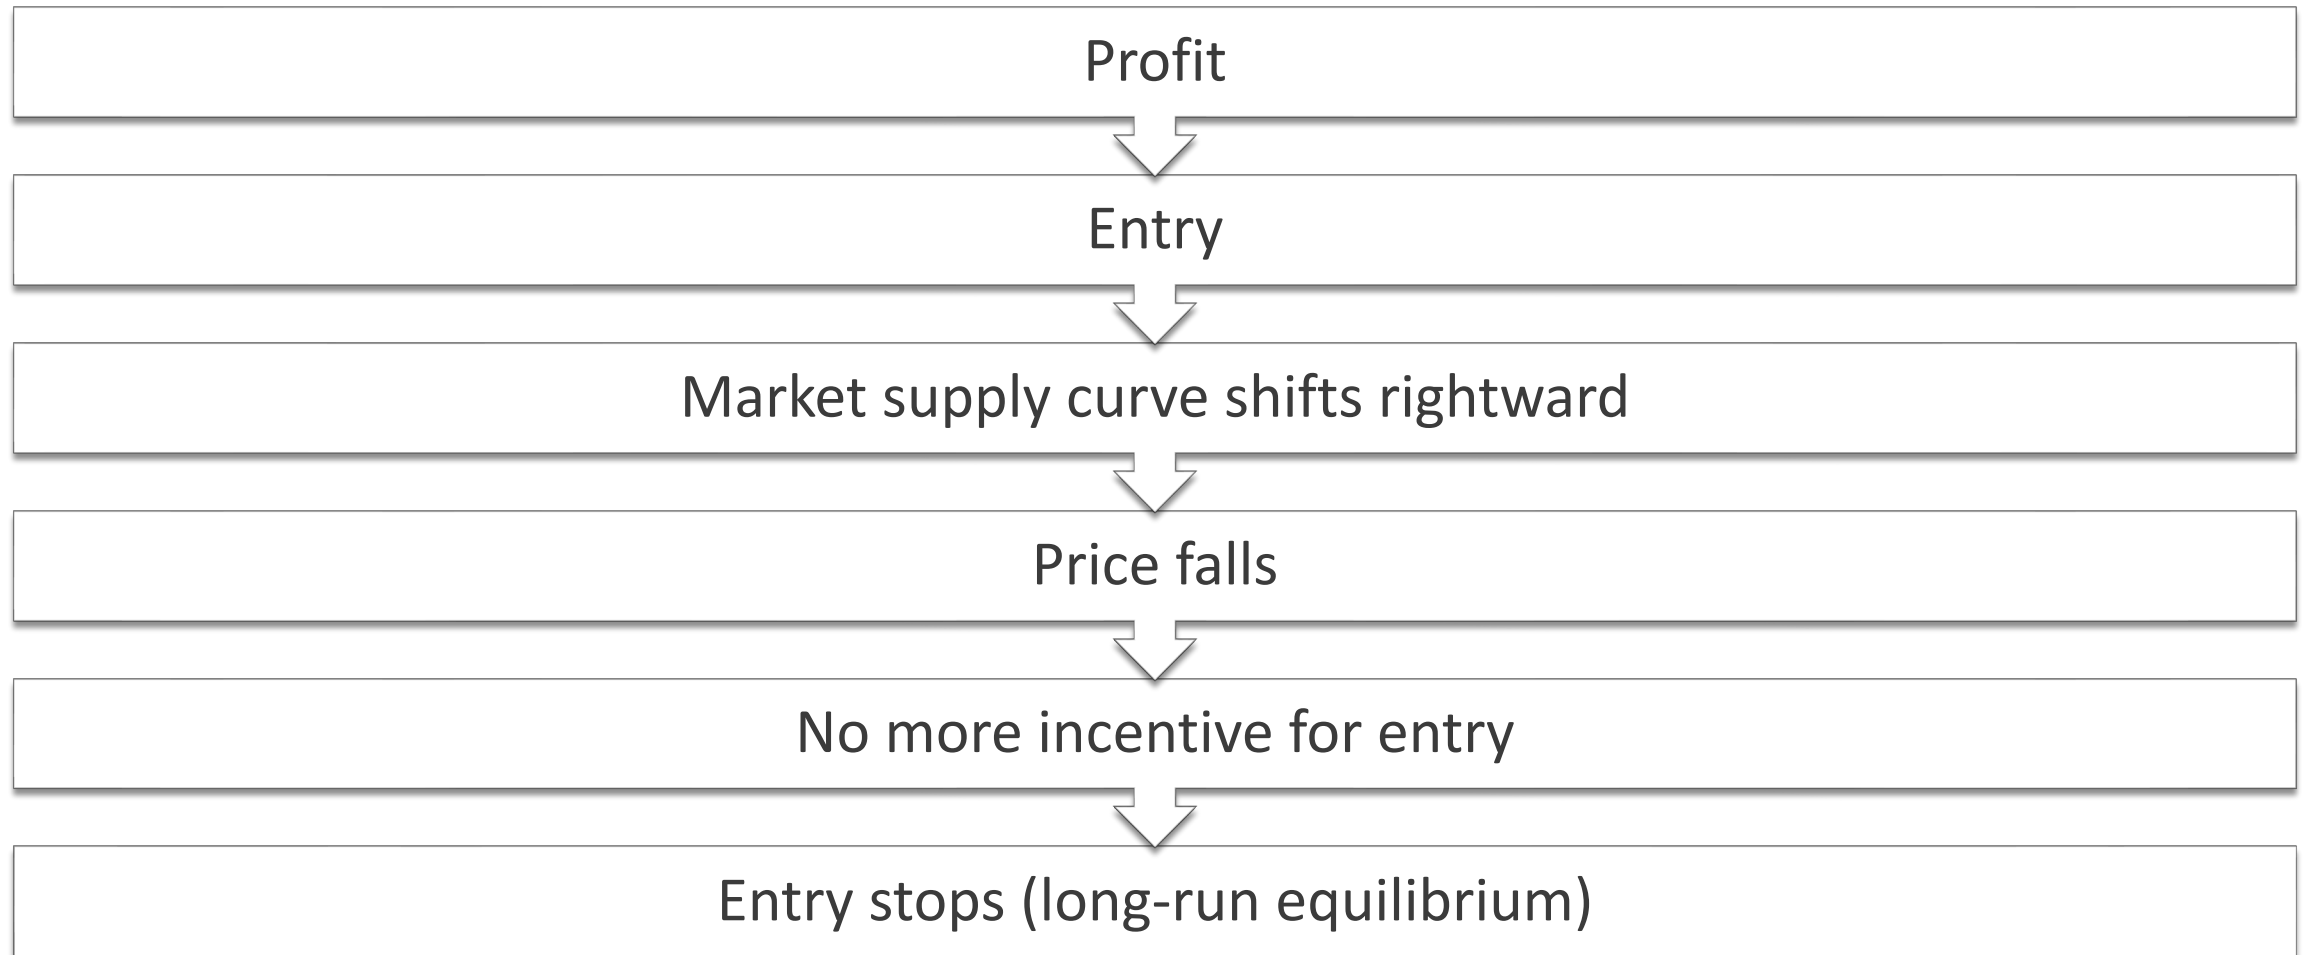 Profit
Entry
Market supply curve shifts rightward
Price falls
No more incentive for entry
Entry stops (long-run equilibrium)